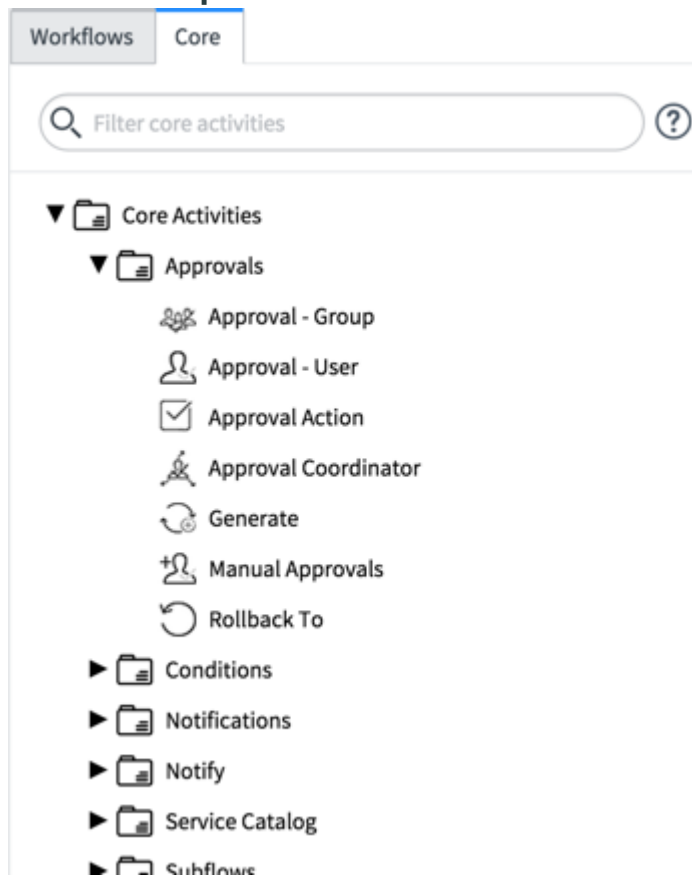 Workflows Core
Filter core activities
Core Activities
Approvals
Approval - Group
Approval - User
Approval Action
Approval Coordinator
Generate
Manual Approvals
Rollback To
Conditions
Notifications
Notify
Service Catalog
Subflows